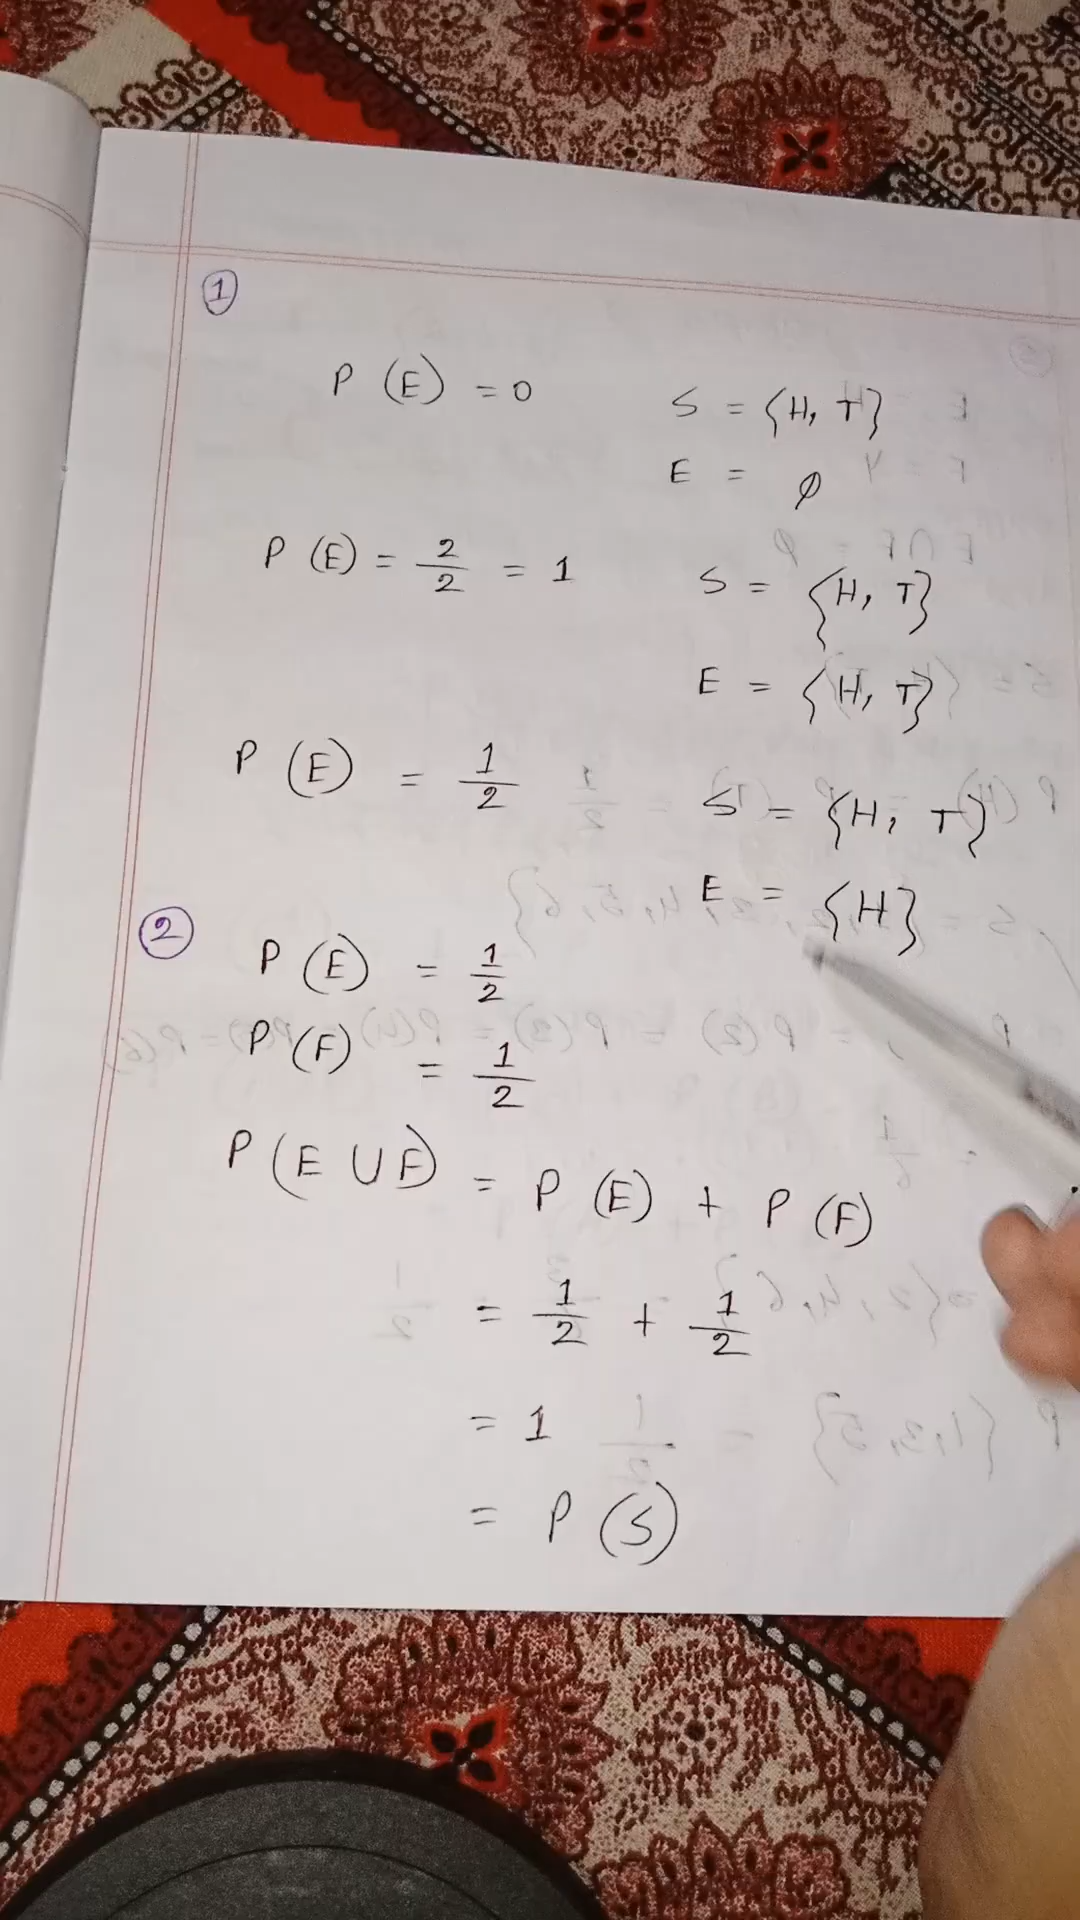 ①
P (E) = 0 S = {H, T}
E = φ
P (E) = 2/2 = 1 S = {H, T}
E = {H, T}
P (E) = 1/2 S = {H, T}
E = {H}
②
P (E) = 1/2
P (F) = 1/2
P (E ∪ F) = P (E) + P (F)
= 1/2 + 1/2
= 1
= P (S)